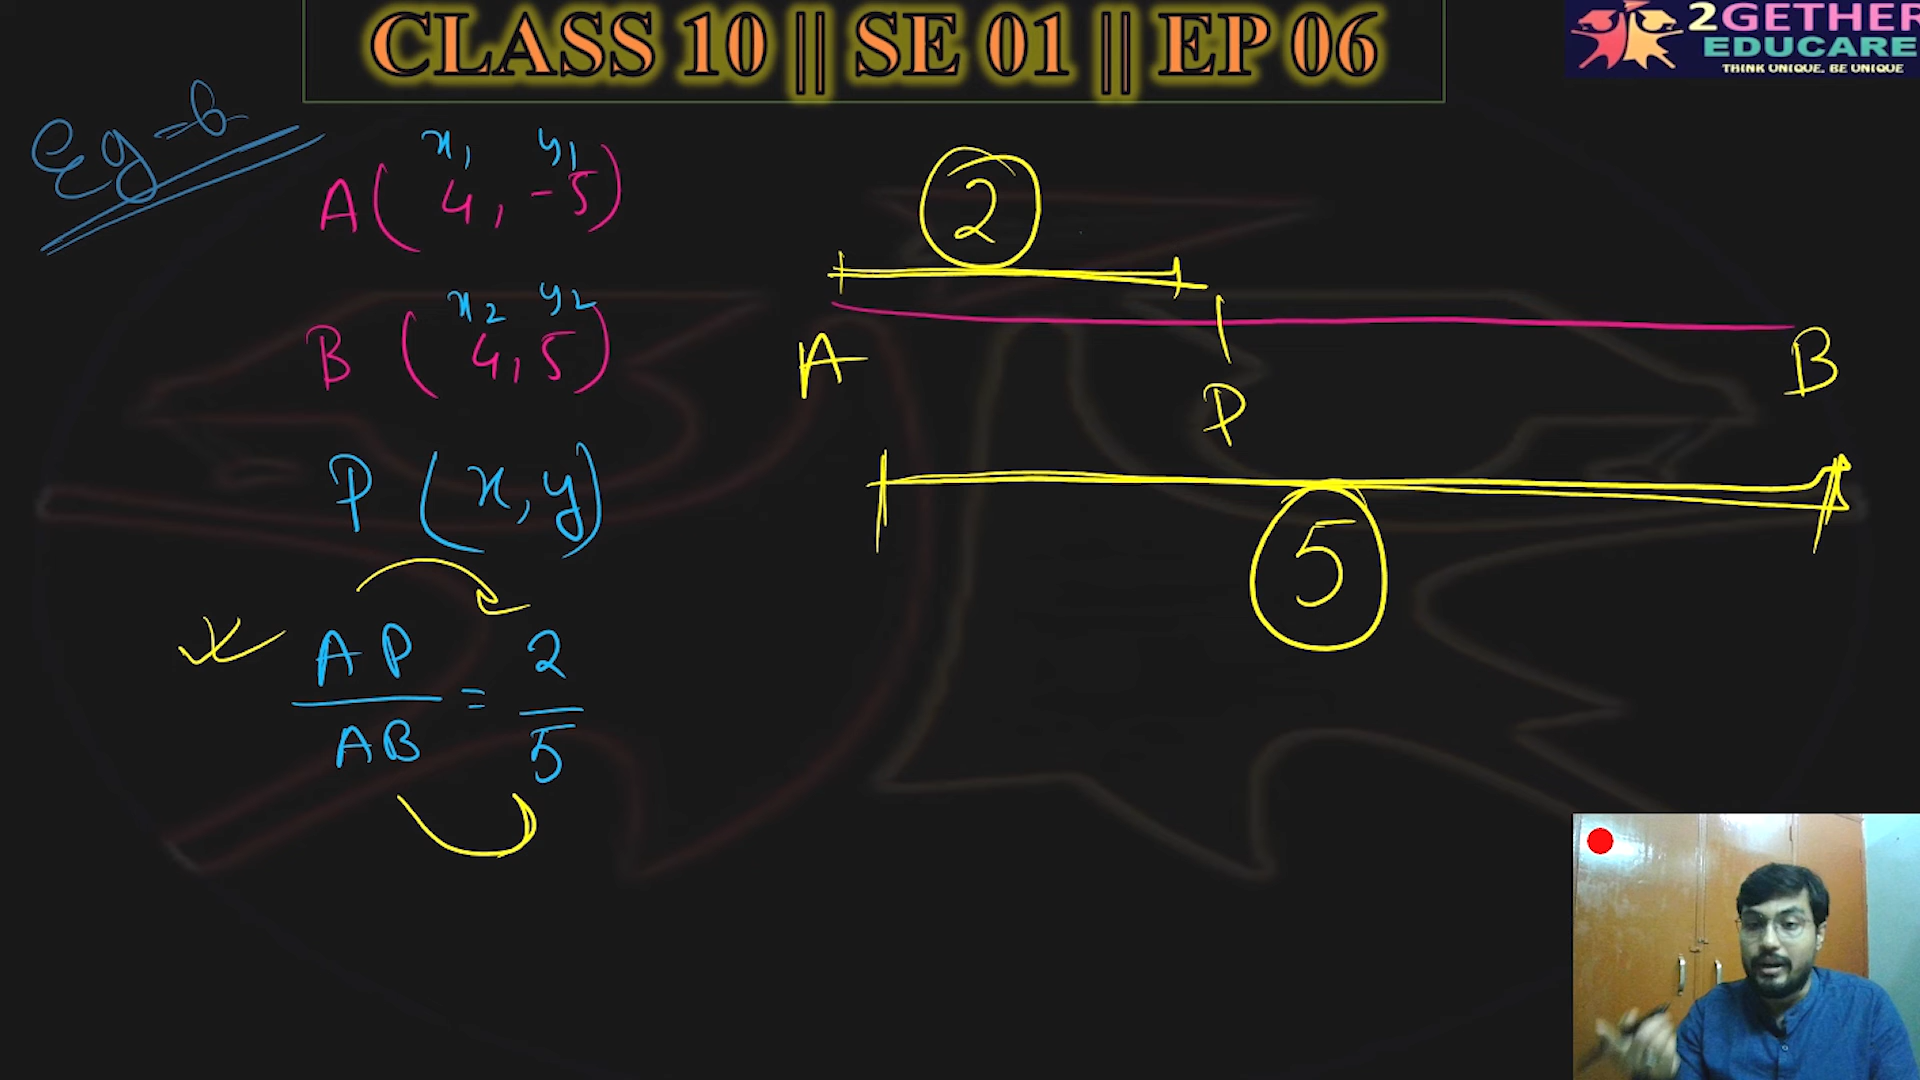 CLASS 10 || SE 01 || EP 06
2GETHER
EDUCARE
THINK UNIQUE, BE UNIQUE
Eg = 6
x₁ y₁
A ( 4, -5 )
x₂ y₂
B ( 4, 5 )
P ( x, y )
AP
AB
=
2
5
2
A P B
5